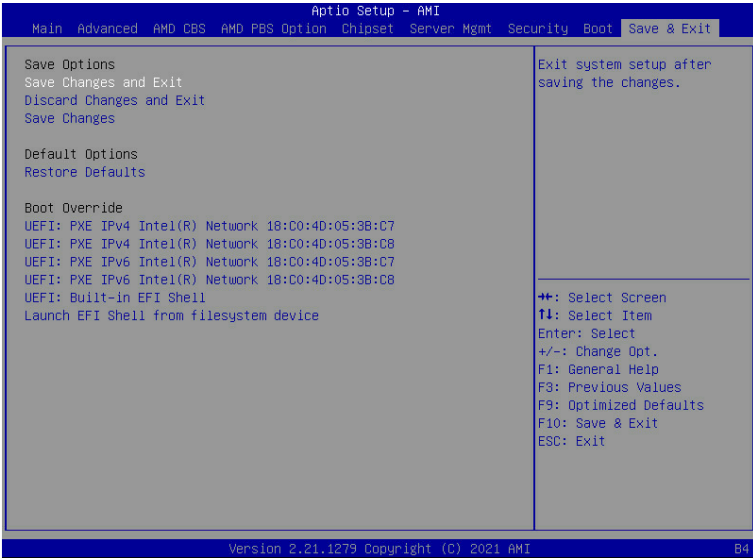 Aptio Setup – AMI
Main Advanced AMD CBS AMD PBS Option Chipset Server Mgmt Security Boot Save & Exit
Save Options
Save Changes and Exit
Discard Changes and Exit
Save Changes
Default Options
Restore Defaults
Boot Override
UEFI: PXE IPv4 Intel(R) Network 18:C0:4D:05:3B:C7
UEFI: PXE IPv4 Intel(R) Network 18:C0:4D:05:3B:C8
UEFI: PXE IPv6 Intel(R) Network 18:C0:4D:05:3B:C7
UEFI: PXE IPv6 Intel(R) Network 18:C0:4D:05:3B:C8
UEFI: Built-in EFI Shell
Launch EFI Shell from filesystem device
Exit system setup after
saving the changes.
→←: Select Screen
↑↓: Select Item
Enter: Select
+/-: Change Opt.
F1: General Help
F3: Previous Values
F9: Optimized Defaults
F10: Save & Exit
ESC: Exit
Version 2.21.1279 Copyright (C) 2021 AMI
B4